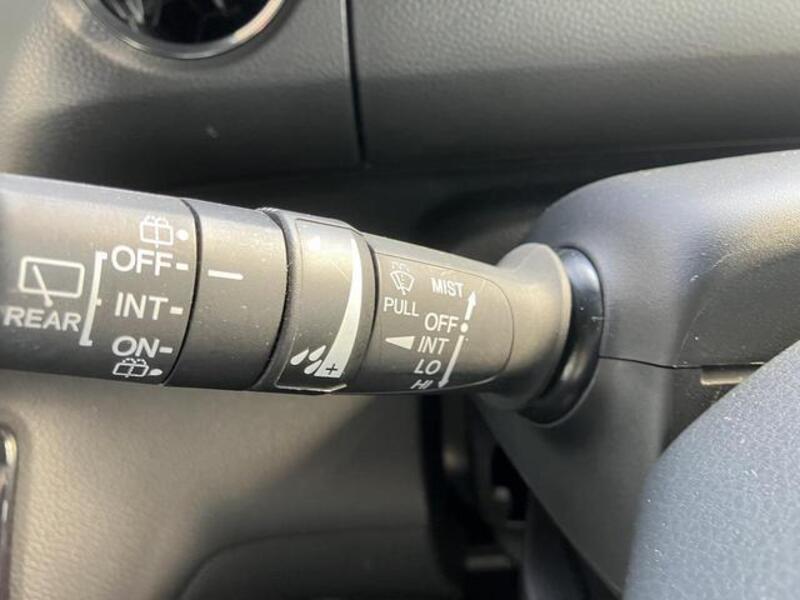 OFF
INT
ON
REAR
+
MIST
PULL
OFF
INT
LO
HI